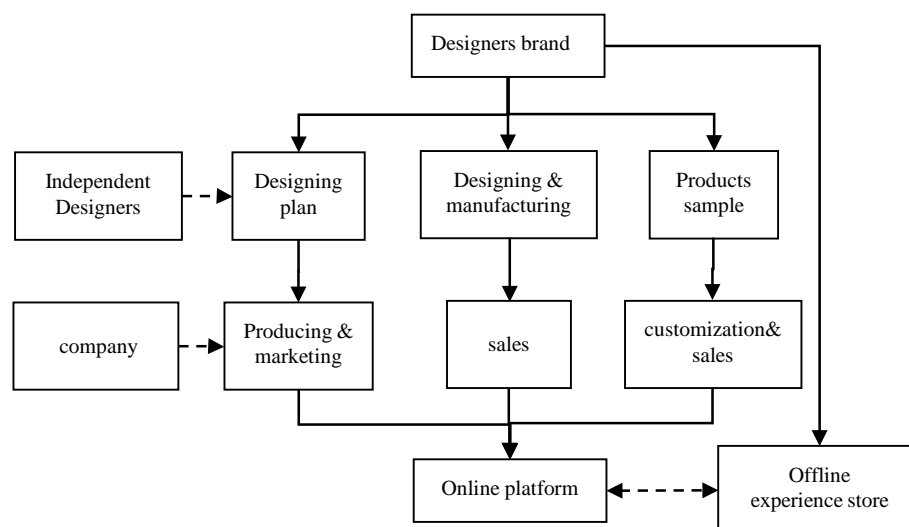 Designers brand
Independent
Designers
Designing
plan
Designing &
manufacturing
Products
sample
company
Producing &
marketing
sales
customization&
sales
Online platform
Offline
experience store